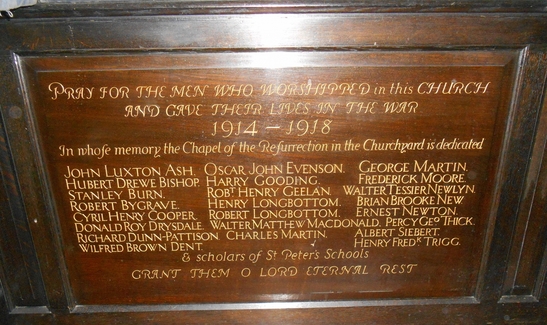 PRAY FOR THE MEN WHO WORSHIPPED in this CHURCH
AND GAVE THEIR LIVES IN THE WAR
1914 – 1918
In whose memory the Chapel of the Resurrection in the Churchyard is dedicated
JOHN LUXTON ASH. OSCAR JOHN EVENSON. GEORGE MARTIN.
HUBERT DREWE BISHOP HARRY GOODING. FREDERICK MOORE.
STANLEY BURN. ROBT HENRY GEELAN. WALTER TESSIER NEWLYN.
ROBERT BYGRAVE. HENRY LONGBOTTOM. BRIAN BROOKE NEW
CYRIL HENRY COOPER. ROBERT LONGBOTTOM. ERNEST NEWTON.
DONALD ROY DRYSDALE. WALTER MATTHEW MACDONALD. PERCY GEO THICK.
RICHARD DUNN-PATTISON CHARLES MARTIN. ALBERT SIEBERT.
WILFRED BROWN DENT. HENRY FREDK TRIGG.
& scholars of St Peter's Schools
GRANT THEM O LORD ETERNAL REST